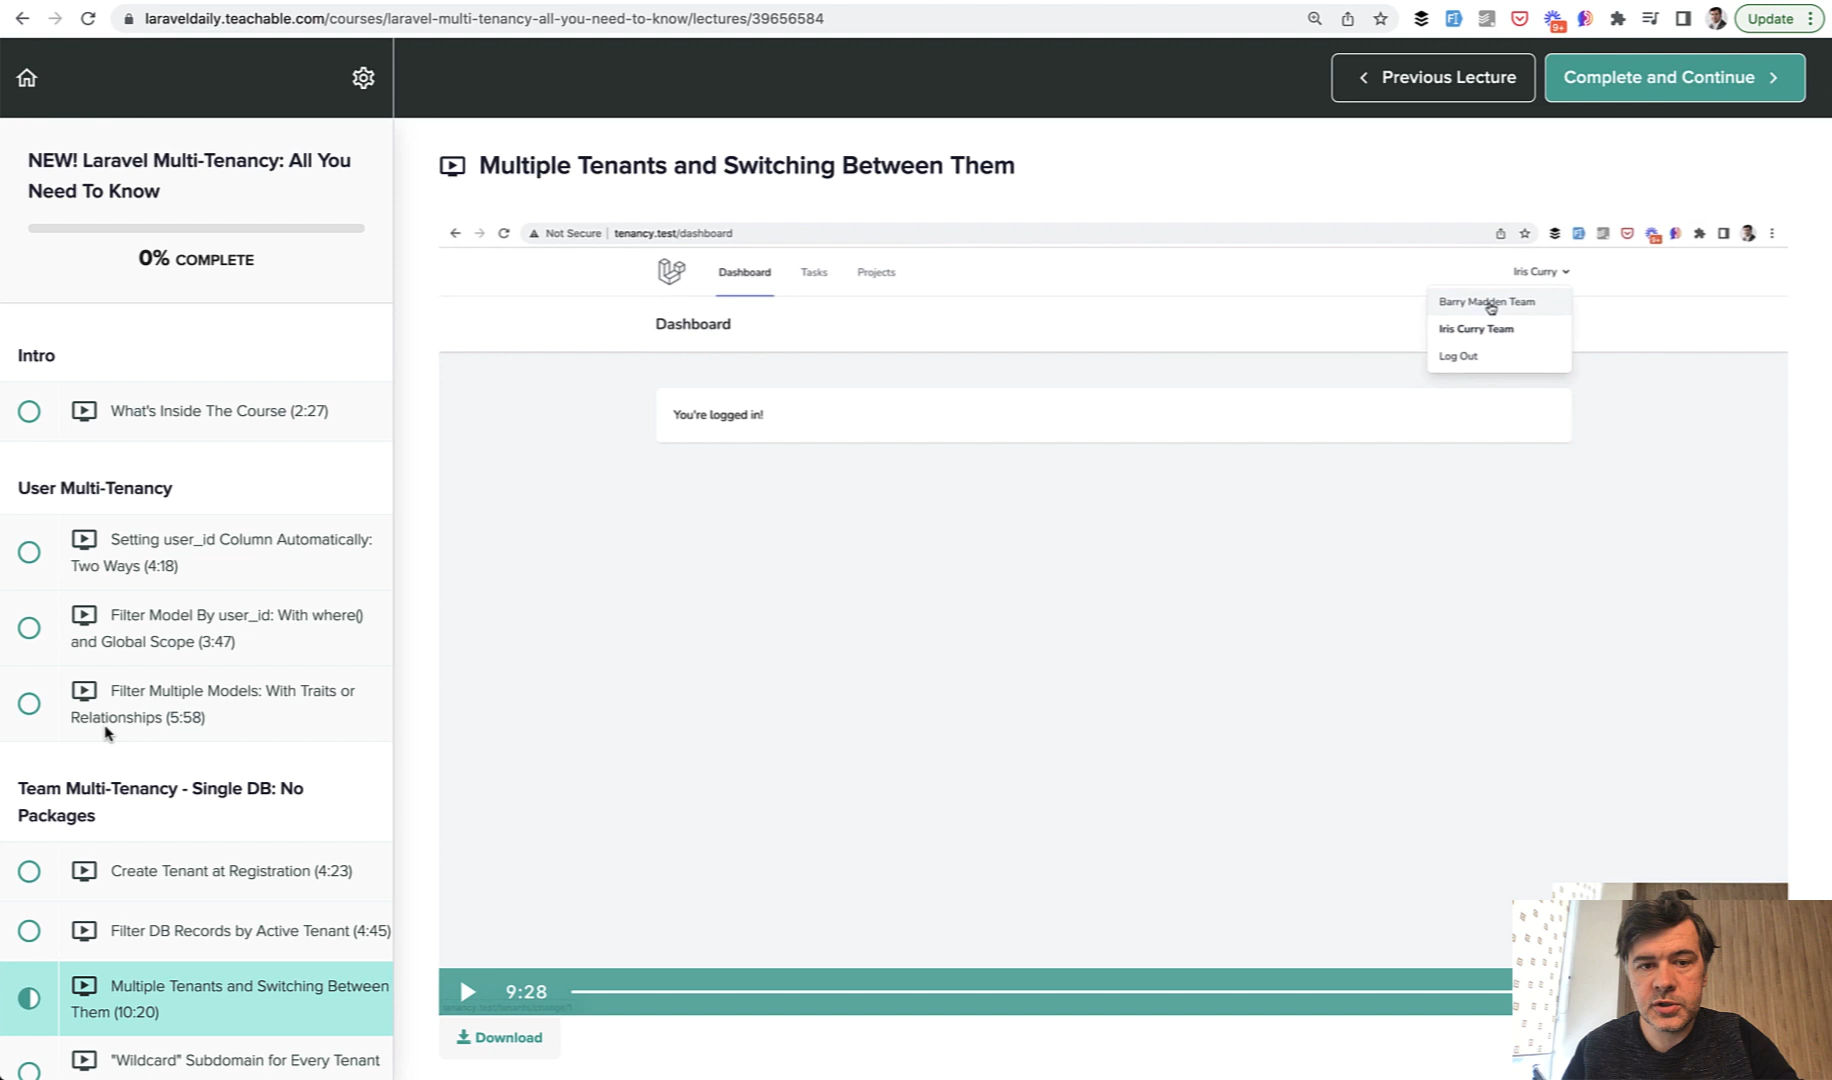 laraveldaily.teachable.com/courses/laravel-multi-tenancy-all-you-need-to-know/lectures/39656584
9+
Update
Previous Lecture
Complete and Continue
NEW! Laravel Multi-Tenancy: All You
Need To Know
0% COMPLETE
Intro
What's Inside The Course (2:27)
User Multi-Tenancy
Setting user_id Column Automatically:
Two Ways (4:18)
Filter Model By user_id: With where()
and Global Scope (3:47)
Filter Multiple Models: With Traits or
Relationships (5:58)
Team Multi-Tenancy - Single DB: No
Packages
Create Tenant at Registration (4:23)
Filter DB Records by Active Tenant (4:45)
Multiple Tenants and Switching Between
Them (10:20)
"Wildcard" Subdomain for Every Tenant
Multiple Tenants and Switching Between Them
Not Secure | tenancy.test/dashboard
Dashboard
Tasks
Projects
Iris Curry
Barry Madden Team
Iris Curry Team
Log Out
Dashboard
You're logged in!
9:28
Download